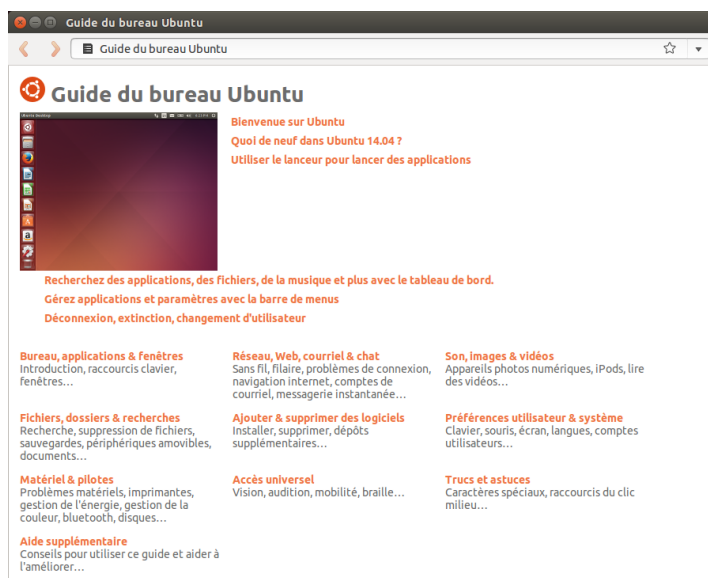 Guide du bureau Ubuntu
Guide du bureau Ubuntu
Guide du bureau Ubuntu
Bienvenue sur Ubuntu
Quoi de neuf dans Ubuntu 14.04 ?
Utiliser le lanceur pour lancer des applications
Recherchez des applications, des fichiers, de la musique et plus avec le tableau de bord.
Gérez applications et paramètres avec la barre de menus
Déconnexion, extinction, changement d'utilisateur
Bureau, applications & fenêtres
Introduction, raccourcis clavier,
fenêtres…
Réseau, Web, courriel & chat
Sans fil, filaire, problèmes de connexion,
navigation internet, comptes de
courriel, messagerie instantanée…
Son, images & vidéos
Appareils photos numériques, iPods, lire
des vidéos…
Fichiers, dossiers & recherches
Recherche, suppression de fichiers,
sauvegardes, périphériques amovibles,
documents…
Ajouter & supprimer des logiciels
Installer, supprimer, dépôts
supplémentaires…
Préférences utilisateur & système
Clavier, souris, écran, langues, comptes
utilisateurs…
Matériel & pilotes
Problèmes matériels, imprimantes,
gestion de l'énergie, gestion de la
couleur, bluetooth, disques…
Accès universel
Vision, audition, mobilité, braille…
Trucs et astuces
Caractères spéciaux, raccourcis du clic
milieu…
Aide supplémentaire
Conseils pour utiliser ce guide et aider à
l'améliorer…